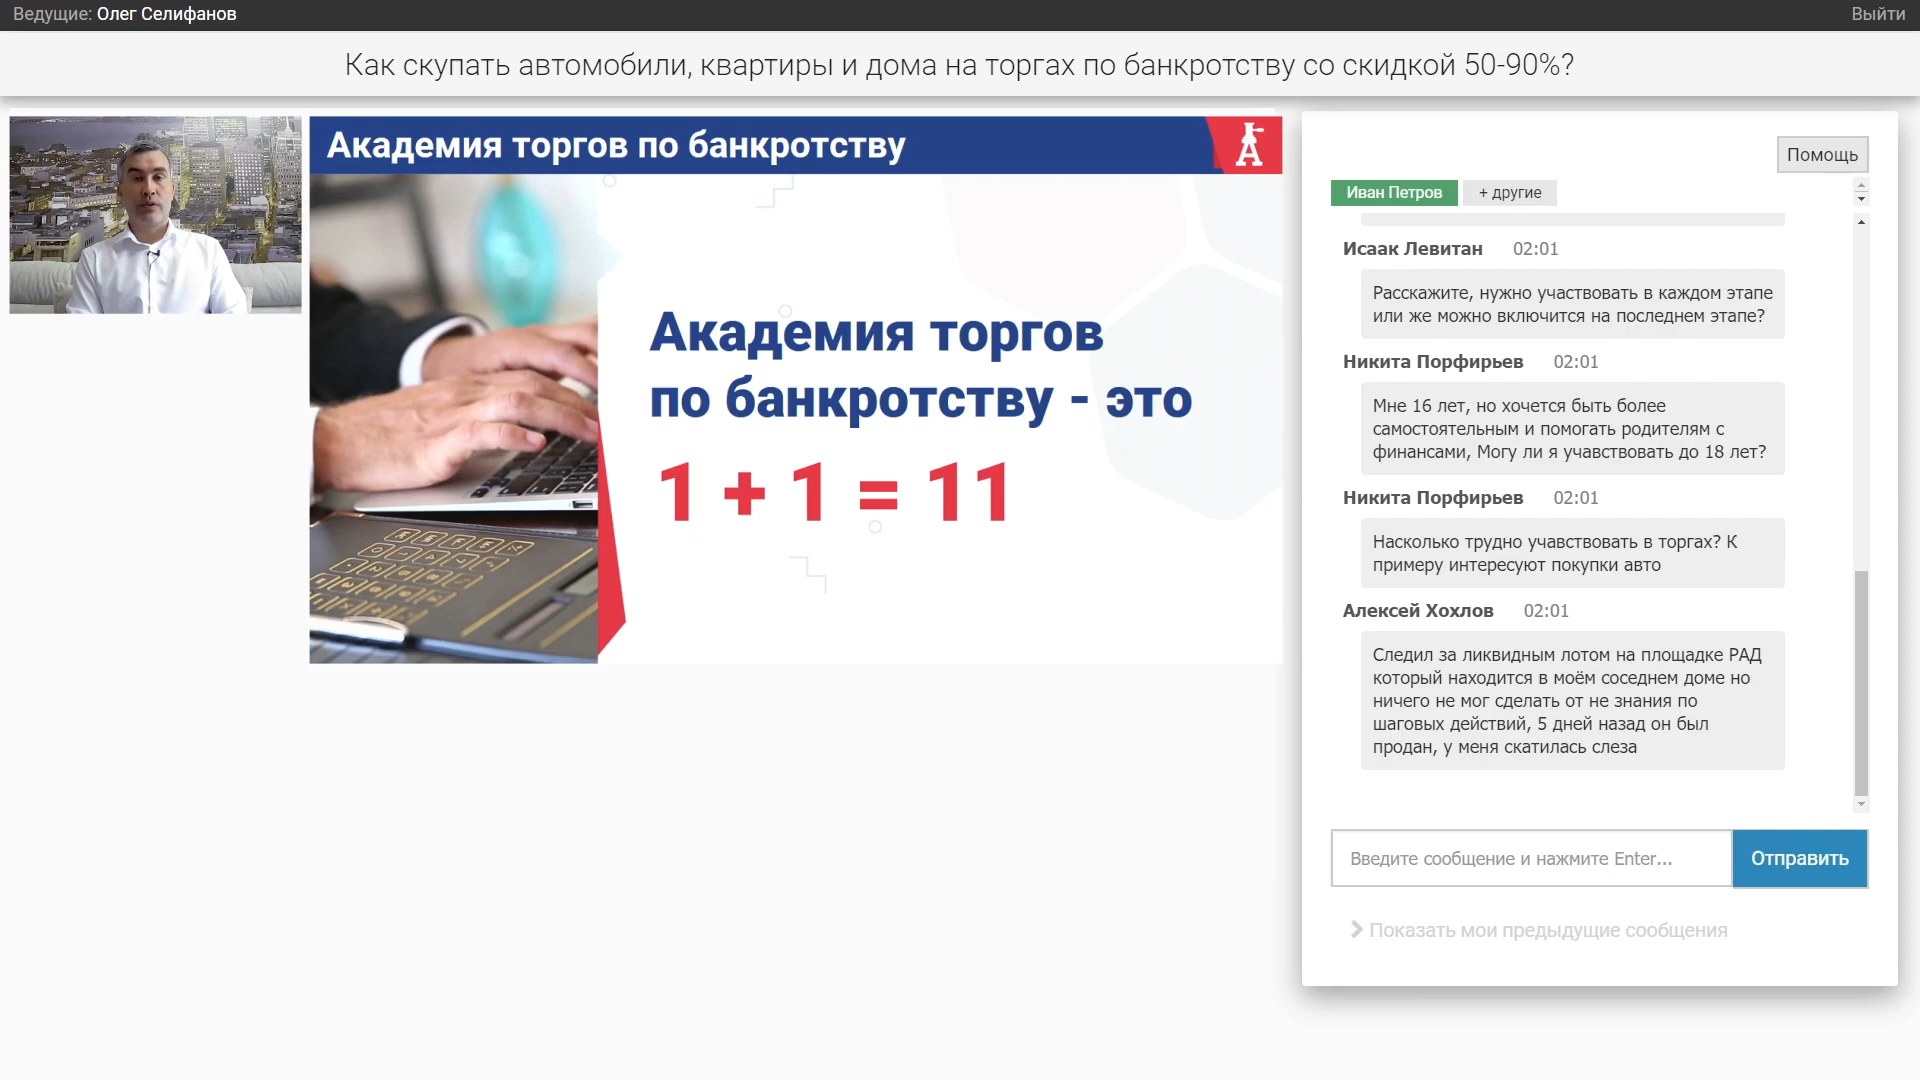 Ведущие: Олег Селифанов
Выйти
Как скупать автомобили, квартиры и дома на торгах по банкротству со скидкой 50-90%?
Академия торгов по банкротству
Академия торгов
по банкротству - это
1 + 1 = 11
Помощь
Иван Петров
+ другие
Исаак Левитан 02:01
Расскажите, нужно участвовать в каждом этапе
или же можно включится на последнем этапе?
Никита Порфирьев 02:01
Мне 16 лет, но хочется быть более
самостоятельным и помогать родителям с
финансами, Могу ли я учавствовать до 18 лет?
Никита Порфирьев 02:01
Насколько трудно учавствовать в торгах? К
примеру интересуют покупки авто
Алексей Хохлов 02:01
Следил за ликвидным лотом на площадке РАД
который находится в моём соседнем доме но
ничего не мог сделать от не знания по
шаговых действий, 5 дней назад он был
продан, у меня скатилась слеза
Введите сообщение и нажмите Enter...
Отправить
Показать мои предыдущие сообщения